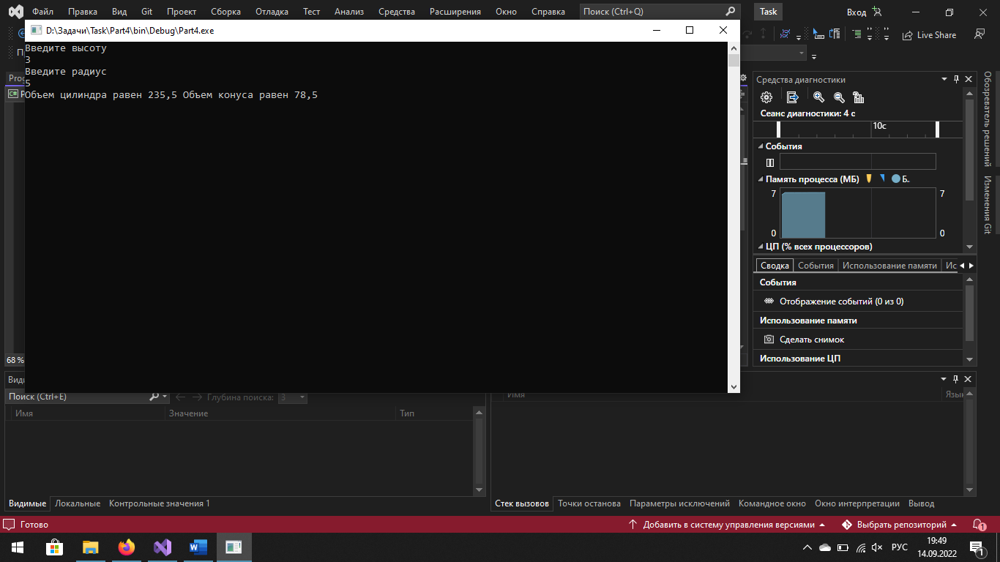 Файл Правка Вид Git Проект Сборка Отладка Тест Анализ Средства Расширения Окно Справка Поиск (Ctrl+Q) Task Вход
D:\Задачи\Task\Part4\bin\Debug\Part4.exe
Live Share
Введите высоту
3
Введите радиус
5
Объем цилиндра равен 235,5 Объем конуса равен 78,5
Prog
C#
68 %
Средства диагностики
Сеанс диагностики: 4 с
10с
События
Память процесса (МБ) Б..
7 7
0 0
ЦП (% всех процессоров)
Сводка События Использование памяти Ис
События
Отображение событий (0 из 0)
Использование памяти
Сделать снимок
Использование ЦП
Обозреватель решений
Изменения Git
Вид
Поиск (Ctrl+E) Глубина поиска: 3
Имя Значение Тип
Имя Язы
Видимые Локальные Контрольные значения 1
Стек вызовов Точки останова Параметры исключений Командное окно Окно интерпретации Вывод
Готово Добавить в систему управления версиями Выбрать репозиторий 1
РУС 19:49
14.09.2022 1